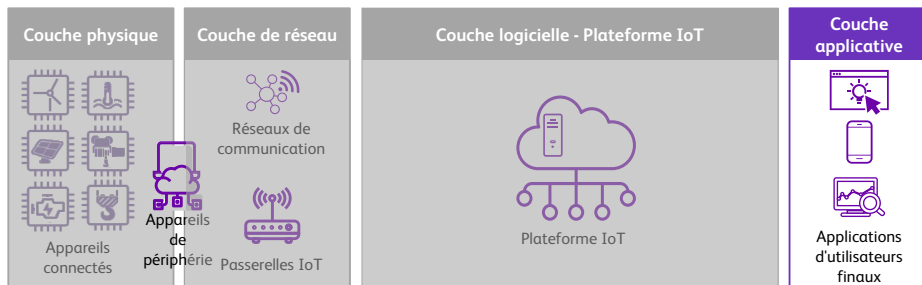 Couche physique
Couche de réseau
Couche logicielle - Plateforme IoT
Couche
applicative
Réseaux de
communication
Appareils
connectés
Appareils
de
périphérie
Passerelles IoT
Plateforme IoT
Applications
d'utilisateurs
finaux